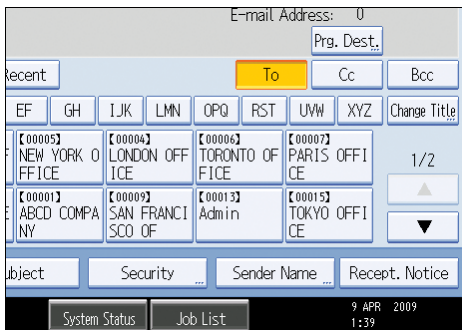 E-mail Address: 0
Prg. Dest.
Recent To Cc Bcc
EF GH IJK LMN OPQ RST UVW XYZ Change Title
【00005】 【00004】 【00006】 【00007】
NEW YORK O LONDON OFF TORONTO OF PARIS OFFI
FFICE ICE FICE CE
1/2
【00001】 【00009】 【00013】 【00015】
ABCD COMPA SAN FRANCI Admin TOKYO OFFI
NY SCO OF CE
ubject Security Sender Name Recept. Notice
System Status Job List 9 APR 2009
1:39